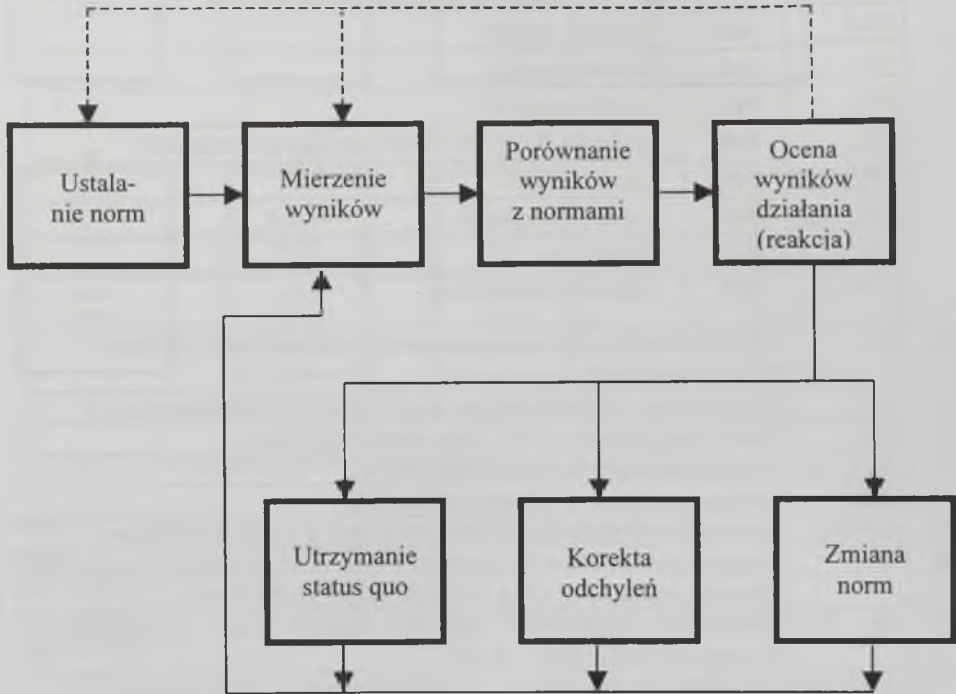 Ustala-
nie norm
Mierzenie
wyników
Porównanie
wyników
z normami
Ocena
wyników
działania
(reakcja)
Utrzymanie
status quo
Korekta
odchyleń
Zmiana
norm